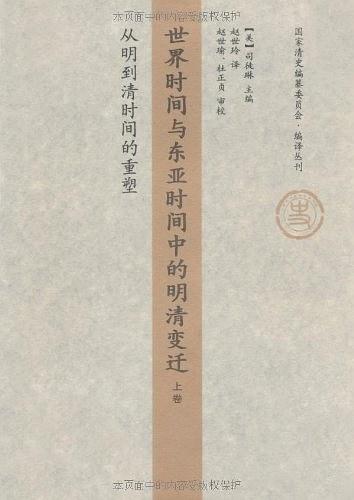 本页面中的内容受版权保护
国家清史编纂委员会·编译丛刊
【美】司徒琳 主编
赵世玲 译
赵世瑜·杜正贞 审校
世界时间与东亚时间中的明清变迁 上卷
从明到清时间的重塑
本页面中的内容受版权保护